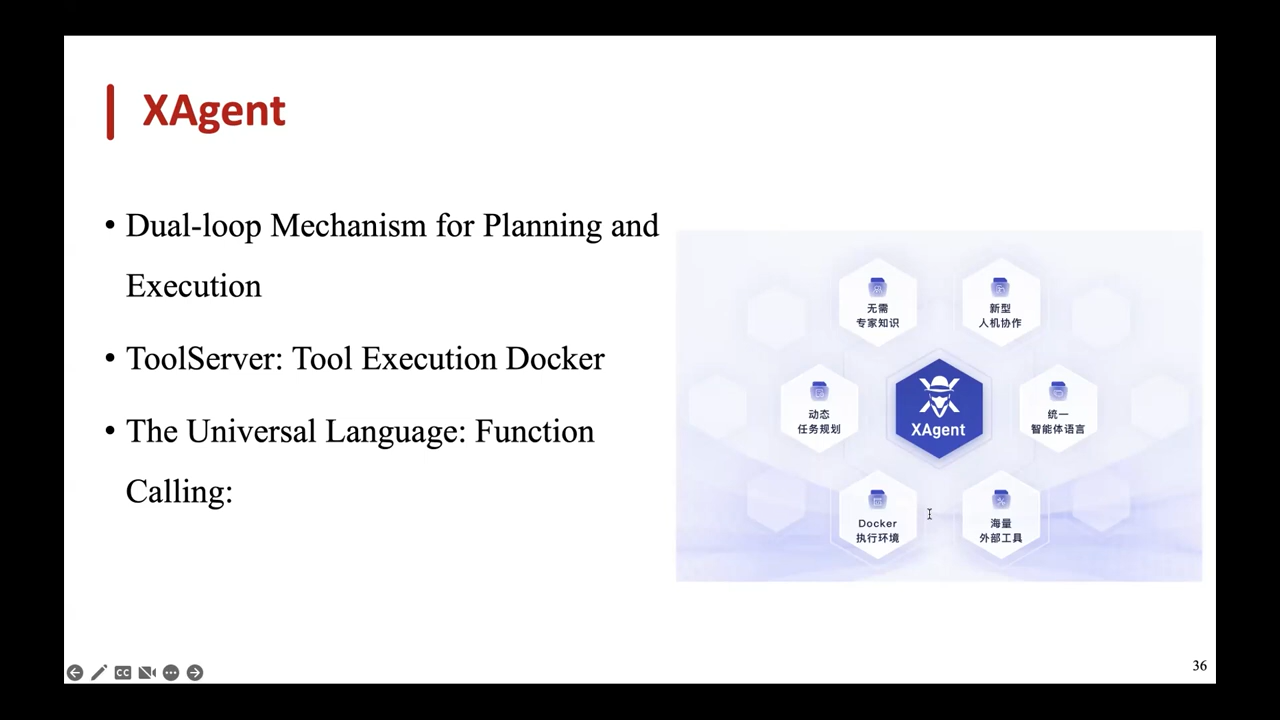 XAgent
• Dual-loop Mechanism for Planning and
Execution
• ToolServer: Tool Execution Docker
• The Universal Language: Function
Calling:
无需
专家知识
新型
人机协作
动态
任务规划
XAgent
统一
智能体语言
Docker
执行环境
海量
外部工具
CC
36